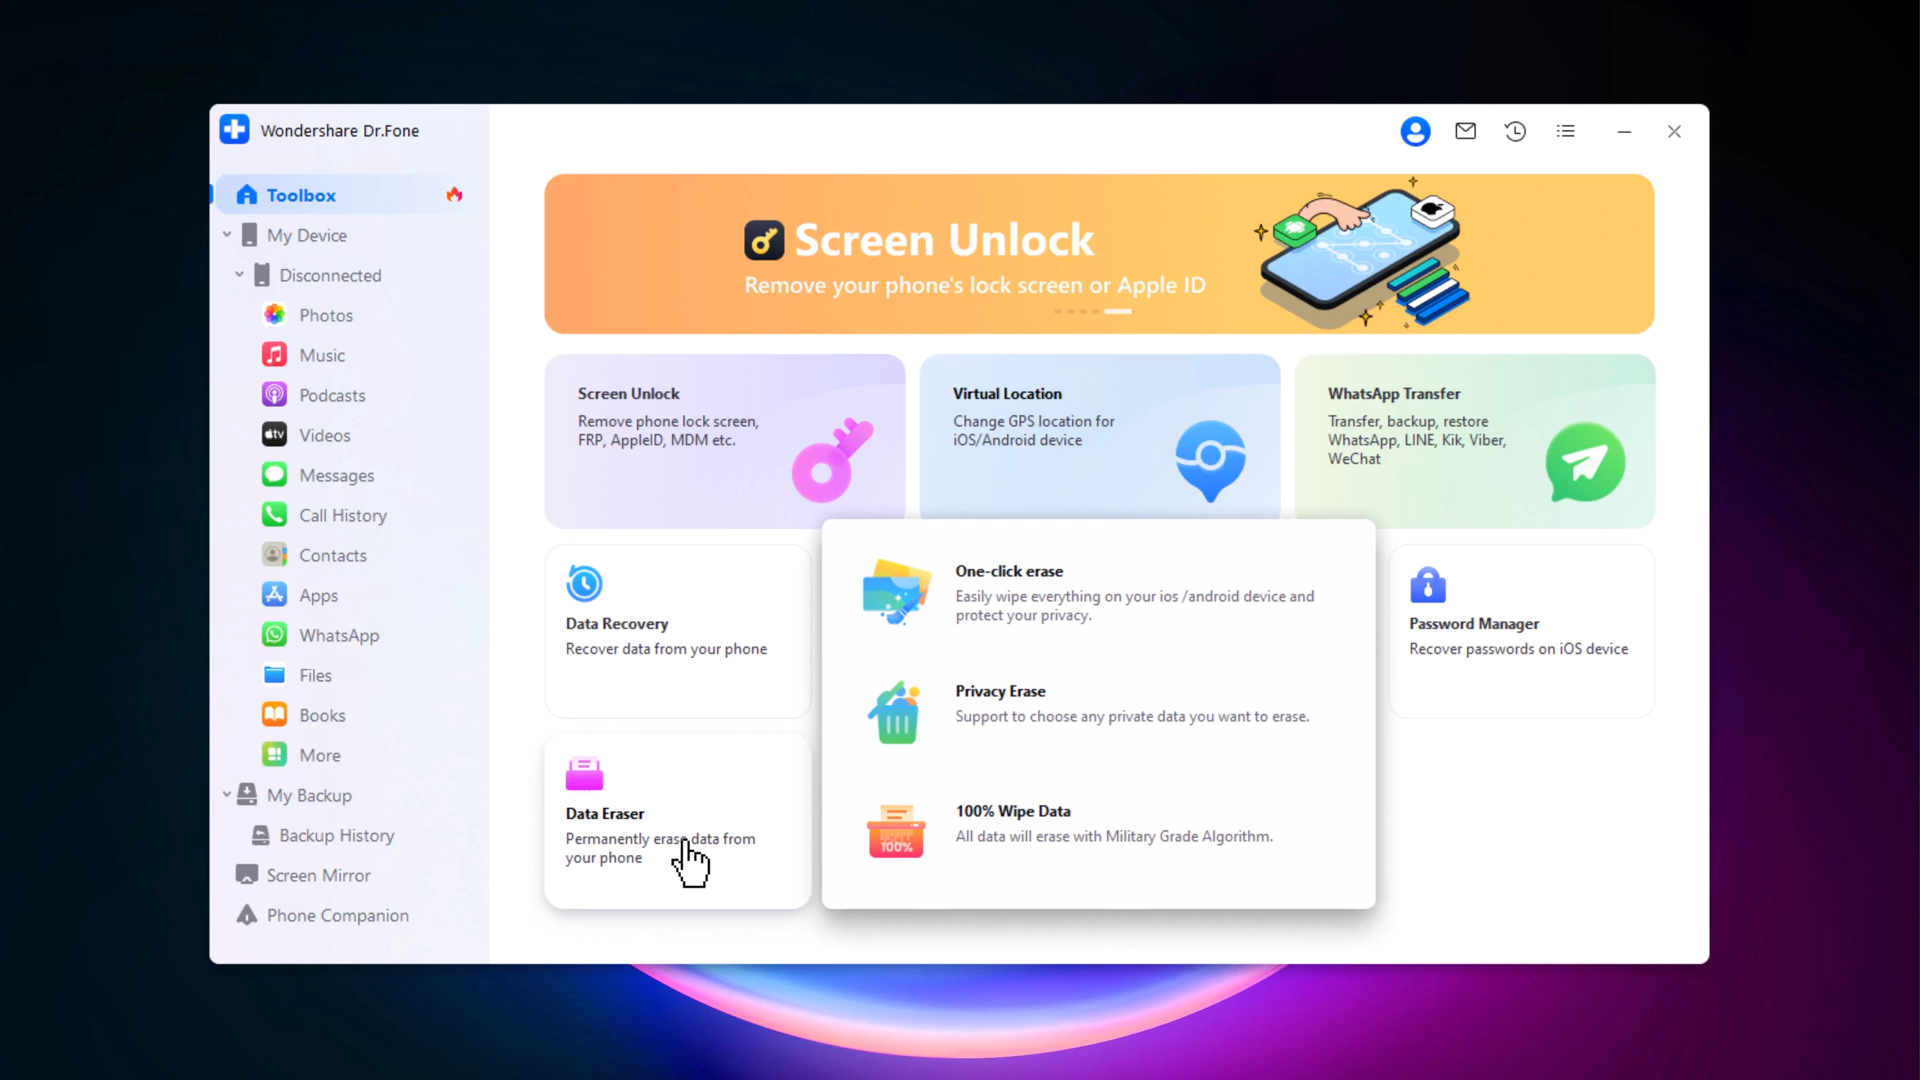 Wondershare Dr.Fone
Toolbox
My Device
Disconnected
Photos
Music
Podcasts
tv
Videos
Messages
Call History
Contacts
Apps
WhatsApp
Files
Books
More
My Backup
Backup History
Screen Mirror
Phone Companion
Screen Unlock
Remove your phone's lock screen or Apple ID
Screen Unlock
Remove phone lock screen,
FRP, AppleID, MDM etc.
Virtual Location
Change GPS location for
iOS/Android device
WhatsApp Transfer
Transfer, backup, restore
WhatsApp, LINE, Kik, Viber,
WeChat
Data Recovery
Recover data from your phone
One-click erase
Easily wipe everything on your ios /android device and
protect your privacy.
Privacy Erase
Support to choose any private data you want to erase.
100%
100% Wipe Data
All data will erase with Military Grade Algorithm.
Password Manager
Recover passwords on iOS device
Data Eraser
Permanently erase data from
your phone